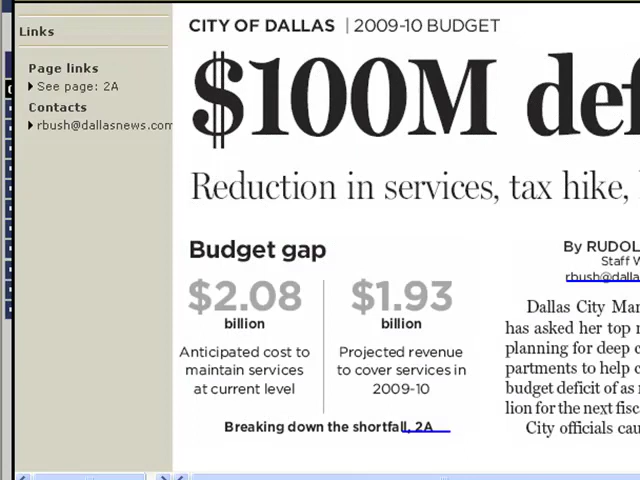 Links
Page links
See page: 2A
Contacts
rbush@dallasnews.com
CITY OF DALLAS | 2009-10 BUDGET
$100M
Reduction in services, tax hike,
Budget gap
$2.08
billion
Anticipated cost to
maintain services
at current level
$1.93
billion
Projected revenue
to cover services in
2009-10
Breaking down the shortfall, 2A
By
Staff
Dallas City
has asked her top
planning for deep
partments to help
budget deficit of as
lion for the next
City officials